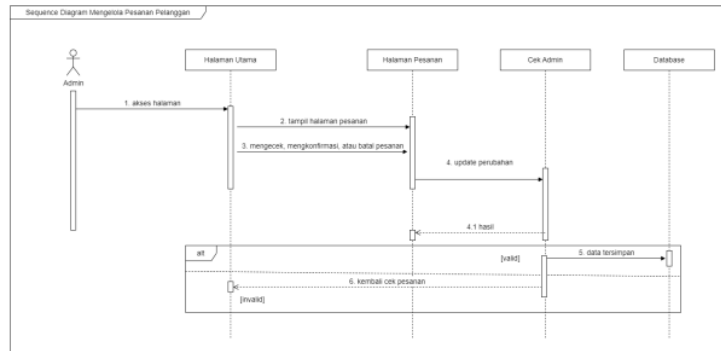 Sequence Diagram Mengelola Pesanan Pelanggan
Admin
Halaman Utama
Halaman Pesanan
Cek Admin
Database
1. akses halaman
2. tampil halaman pesanan
3. mengecek, mengkonfirmasi, atau batal pesanan
4. update perubahan
4.1 hasil
alt
[valid]
5. data tersimpan
6. kembali cek pesanan
[invalid]